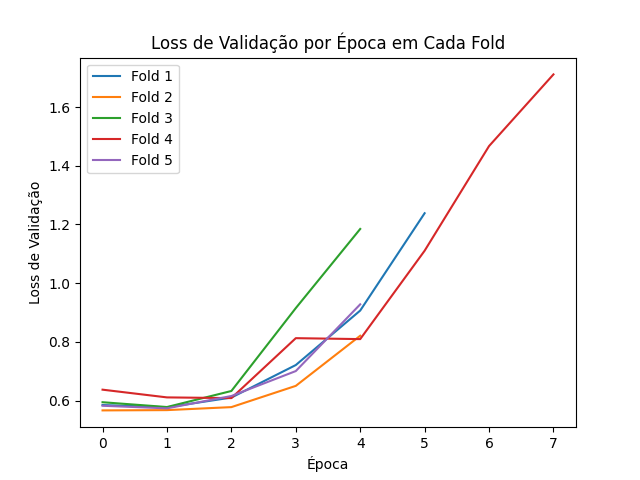 Loss de Validação por Época em Cada Fold
Fold 1
Fold 2
Fold 3
Fold 4
Fold 5
Loss de Validação
1.6
1.4
1.2
1.0
0.8
0.6
0 1 2 3 4 5 6 7
Época